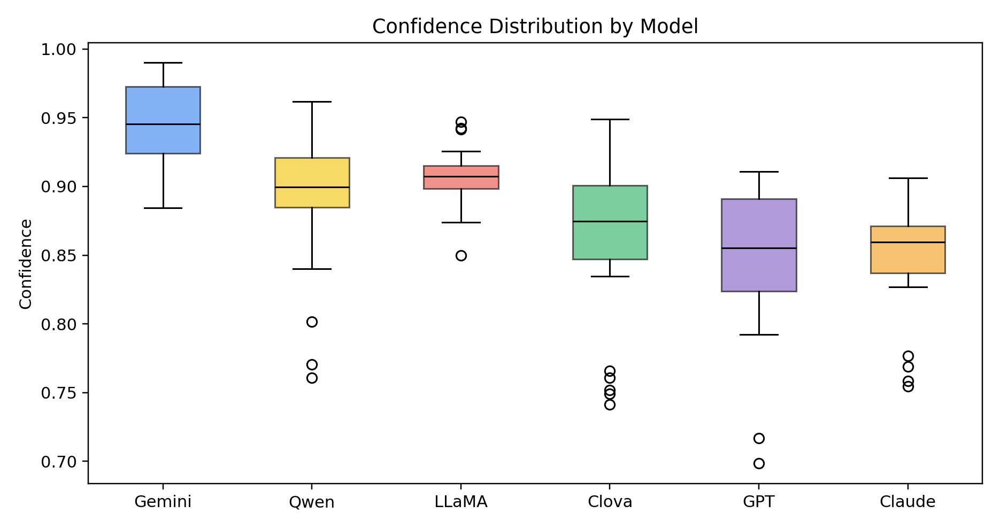 Confidence Distribution by Model
Confidence
1.00
0.95
0.90
0.85
0.80
0.75
0.70
Gemini Qwen LLaMA Clova GPT Claude